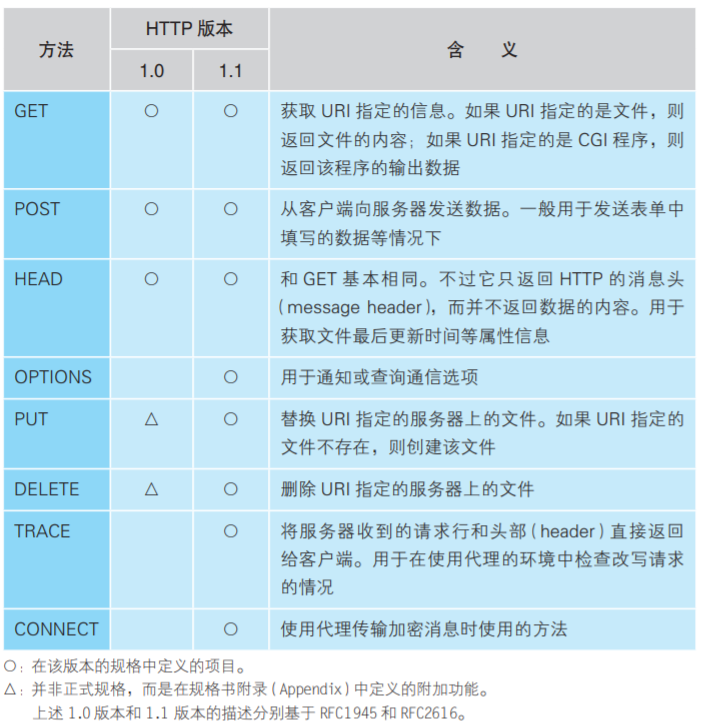 方法 HTTP 版本 含 义
1.0 1.1
GET ○ ○ 获取 URI 指定的信息。如果 URI 指定的是文件，则
返回文件的内容；如果 URI 指定的是 CGI 程序，则
返回该程序的输出数据
POST ○ ○ 从客户端向服务器发送数据。一般用于发送表单中
填写的数据等情况下
HEAD ○ ○ 和 GET 基本相同。不过它只返回 HTTP 的消息头
（message header），而并不返回数据的内容。用于
获取文件最后更新时间等属性信息
OPTIONS ○ 用于通知或查询通信选项
PUT △ ○ 替换 URI 指定的服务器上的文件。如果 URI 指定的
文件不存在，则创建该文件
DELETE △ ○ 删除 URI 指定的服务器上的文件
TRACE ○ 将服务器收到的请求行和头部（header）直接返回
给客户端。用于在使用代理的环境中检查改写请求
的情况
CONNECT ○ 使用代理传输加密消息时使用的方法
○：在该版本的规格中定义的项目。
△：并非正式规格，而是在规格书附录（Appendix）中定义的附加功能。
上述 1.0 版本和 1.1 版本的描述分别基于 RFC1945 和 RFC2616。